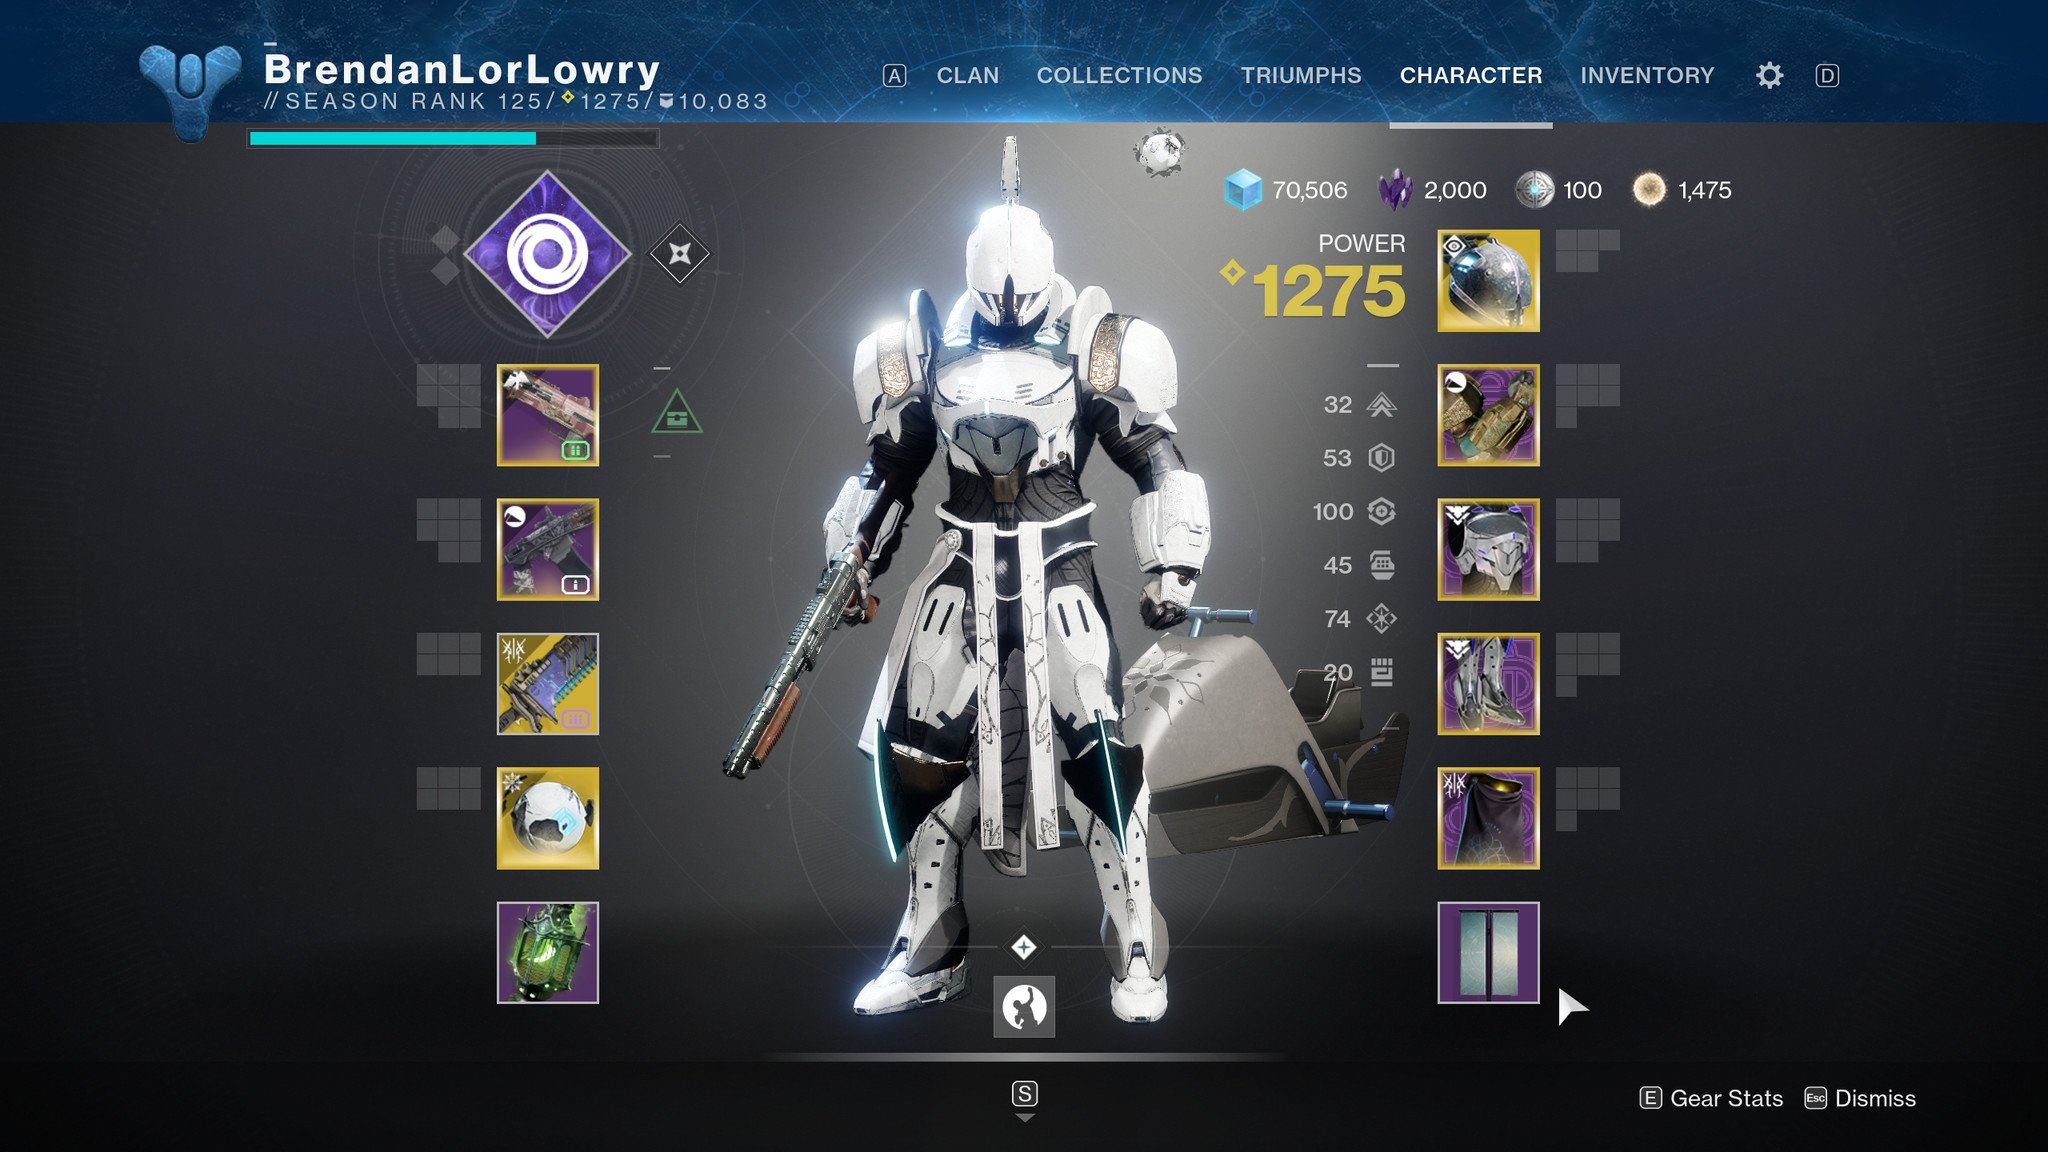 BrendanLorLowry
// SEASON RANK 125/ 1275/ 10,083
A CLAN COLLECTIONS TRIUMPHS CHARACTER INVENTORY D
70,506 2,000 100 1,475
POWER
1275
32
53
100
45
74
20
S
E Gear Stats Esc Dismiss